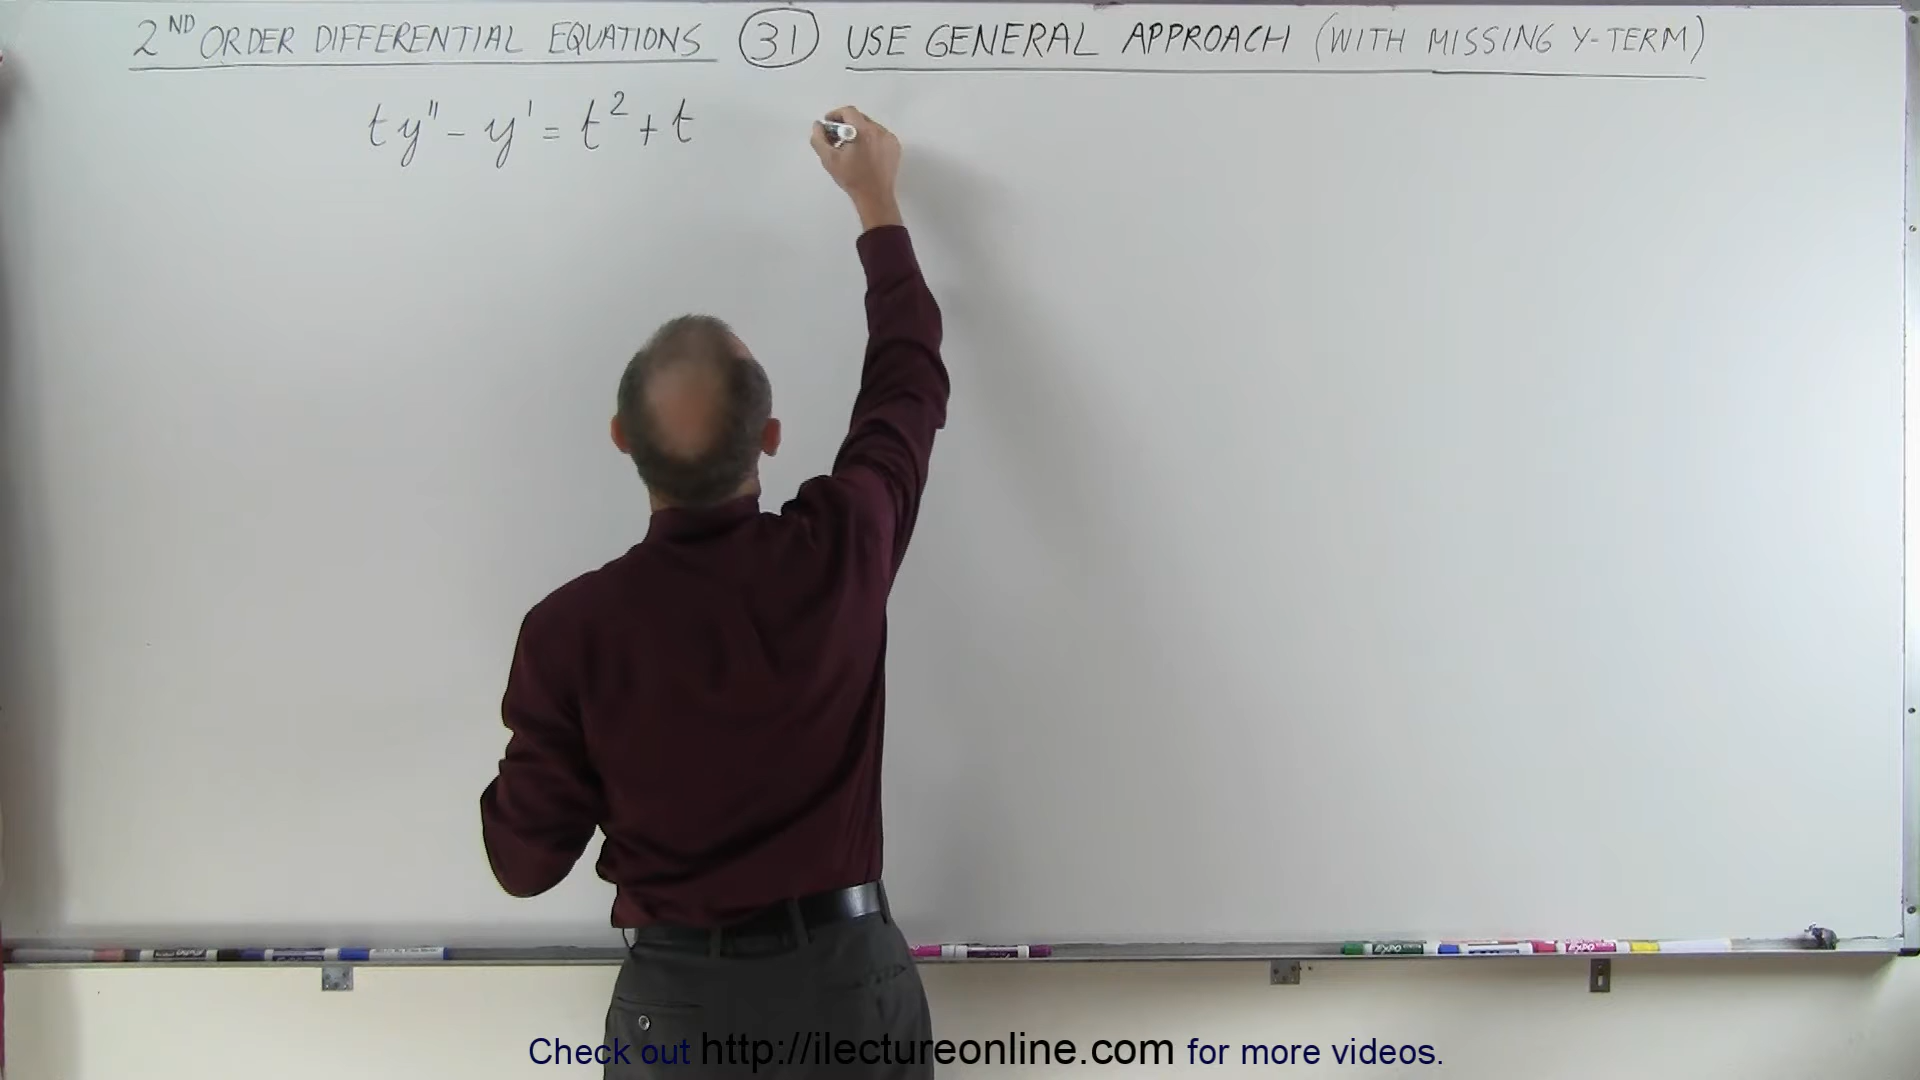 2ND ORDER DIFFERENTIAL EQUATIONS 31 USE GENERAL APPROACH (WITH MISSING Y-TERM)
ty" - y' = t² + t
EXPO
Check out http://ilectureonline.com for more videos.